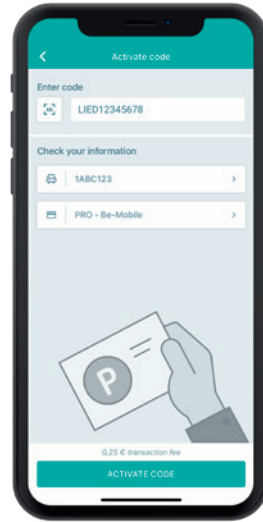 Activate code
Enter code
LIED12345678
Check your information
1ABC123
PRO - Be-Mobile
P
0,25 € transaction fee
ACTIVATE CODE